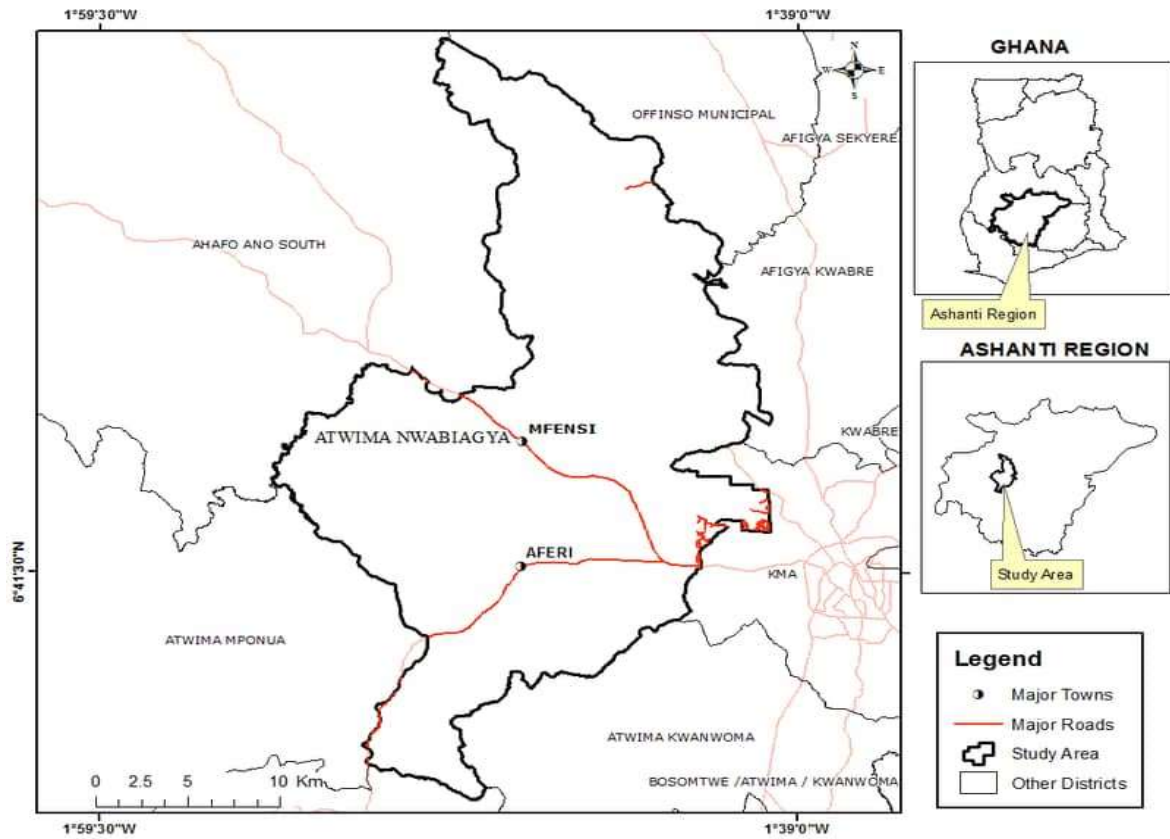 1°59'30"W
1°39'0"W
N
W
E
S
OFFINSO MUNICIPAL
AFIGYA SEKYERE
AHAFO ANO SOUTH
AFIGYA KWABRE
ATWIMA NWABIAGYA
MFENSI
KWABRE
6°41'30"N
AFERI
KMA
ATWIMA MPONUA
ATWIMA KWANWOMA
BOSOMTWE /ATWIMA / KWANWOMA
0 2.5 5 10 Km
1°59'30"W
1°39'0"W
GHANA
Ashanti Region
ASHANTI REGION
Study Area
Legend
Major Towns
Major Roads
Study Area
Other Districts